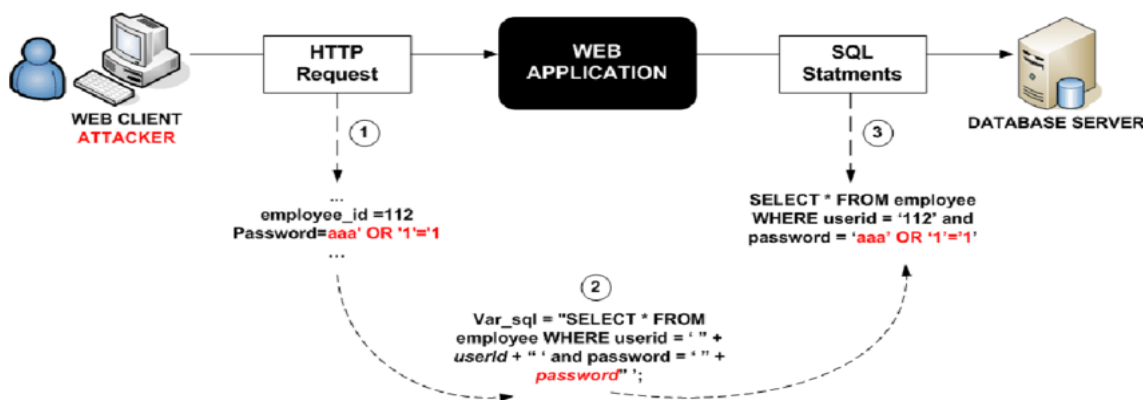 HTTP
Request
WEB
APPLICATION
SQL
Statments
WEB CLIENT
ATTACKER
DATABASE SERVER
1
...
employee_id =112
Password=aaa' OR '1'='1
...
2
Var_sql = "SELECT * FROM
employee WHERE userid = ‘ ” +
userid + “ ‘ and password = ‘ ” +
password” ’;
3
SELECT * FROM employee
WHERE userid = ‘112’ and
password = ‘aaa’ OR ‘1’=’1’